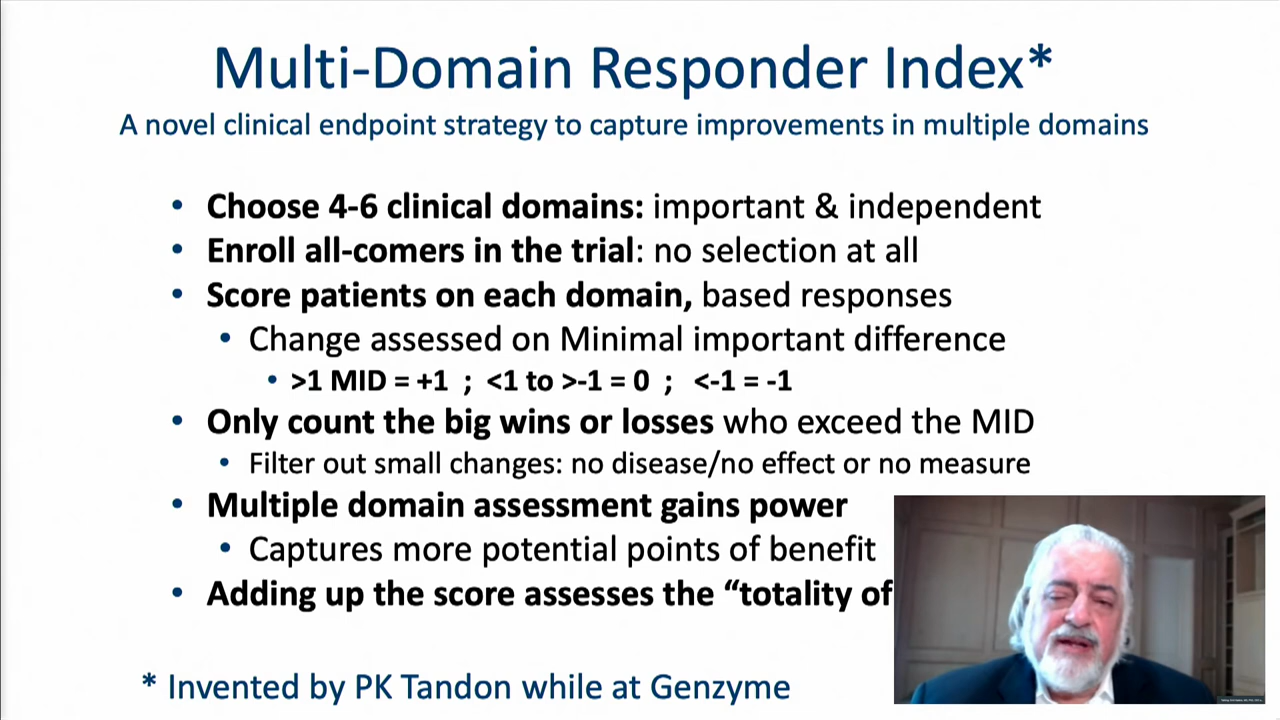 Multi-Domain Responder Index*
A novel clinical endpoint strategy to capture improvements in multiple domains
• Choose 4-6 clinical domains: important & independent
• Enroll all-comers in the trial: no selection at all
• Score patients on each domain, based responses
• Change assessed on Minimal important difference
• >1 MID = +1 ; <1 to >-1 = 0 ; <-1 = -1
• Only count the big wins or losses who exceed the MID
• Filter out small changes: no disease/no effect or no measure
• Multiple domain assessment gains power
• Captures more potential points of benefit
• Adding up the score assesses the “totality of
* Invented by PK Tandon while at Genzyme